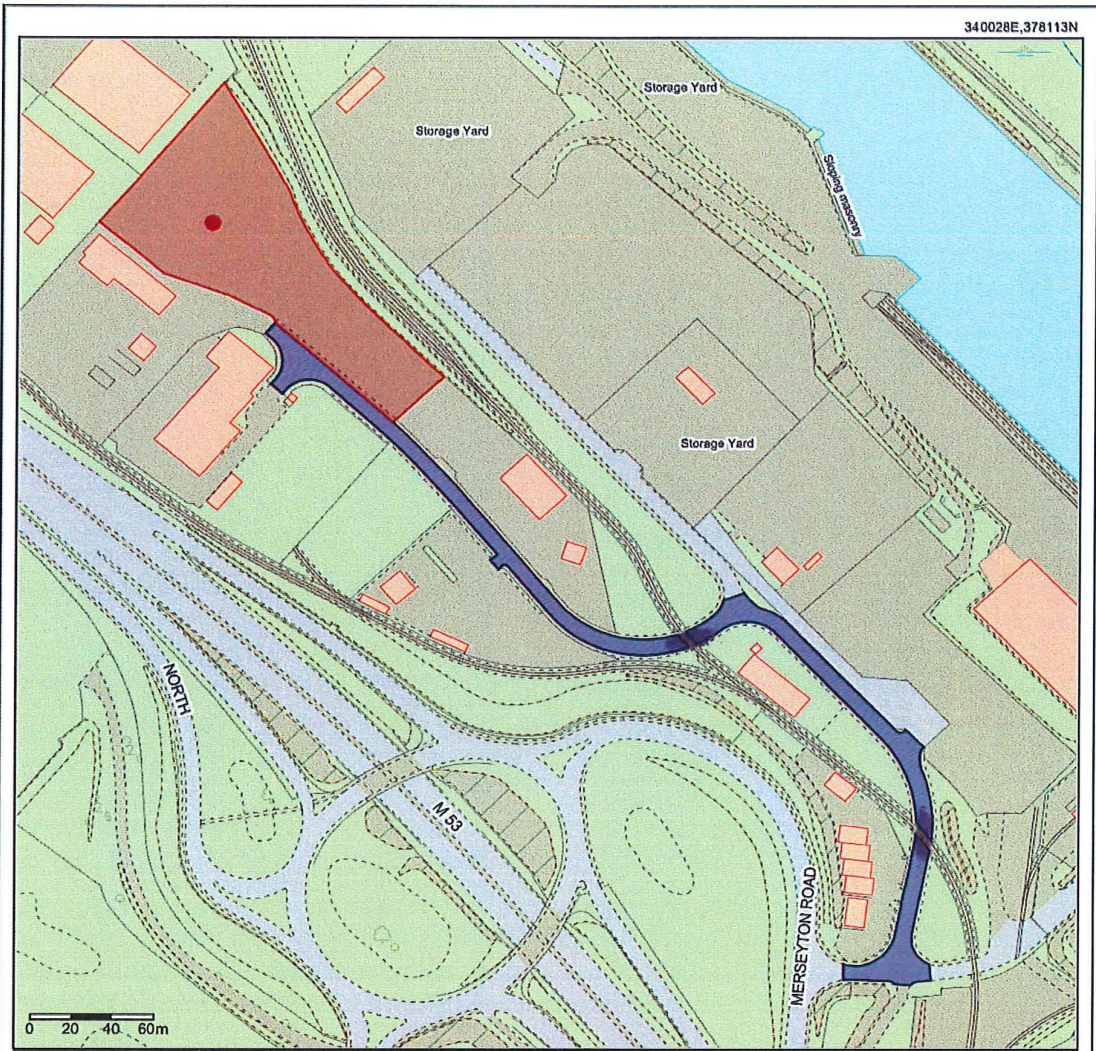 340028E,378113N
Storage Yard
Storage Yard
Sloping masonry
Storage Yard
NORTH
M 53
MERSEYTON ROAD
0 20 40 60m